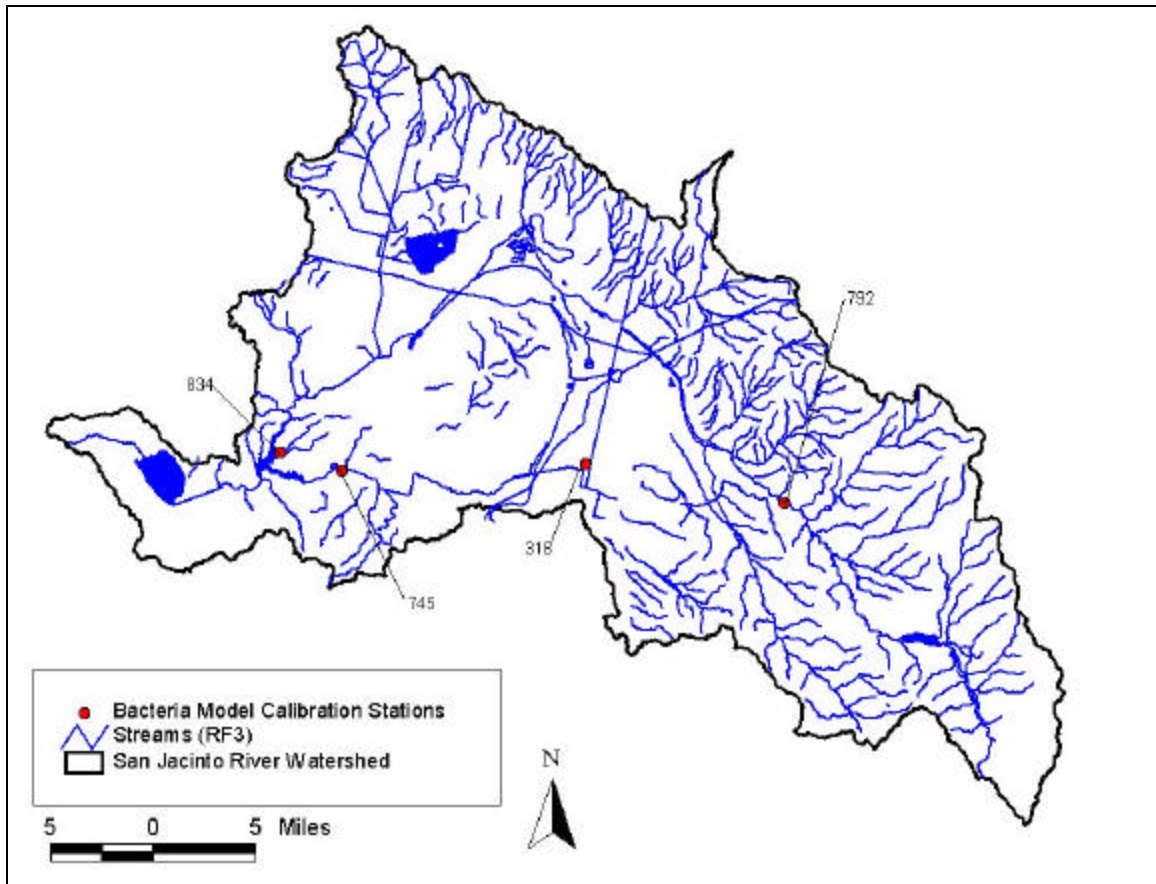 792
834
318
745
Bacteria Model Calibration Stations
Streams (RF3)
San Jacinto River Watershed
N
5 0 5 Miles